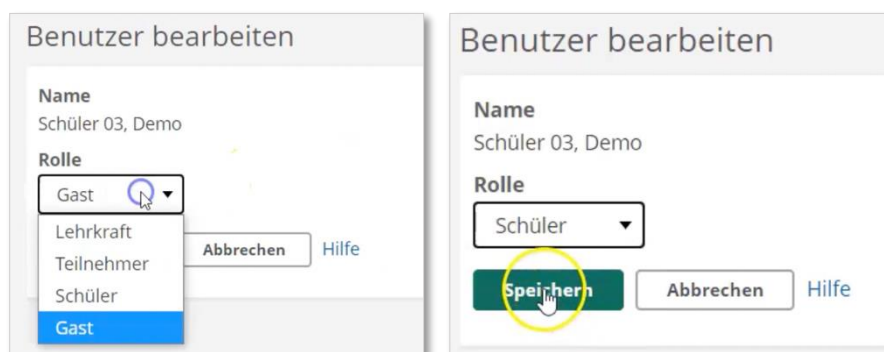 Benutzer bearbeiten
Name
Schüler 03, Demo
Rolle
Gast
Lehrkraft
Teilnehmer
Schüler
Gast
Abbrechen Hilfe
Benutzer bearbeiten
Name
Schüler 03, Demo
Rolle
Schüler
Speichern Abbrechen Hilfe